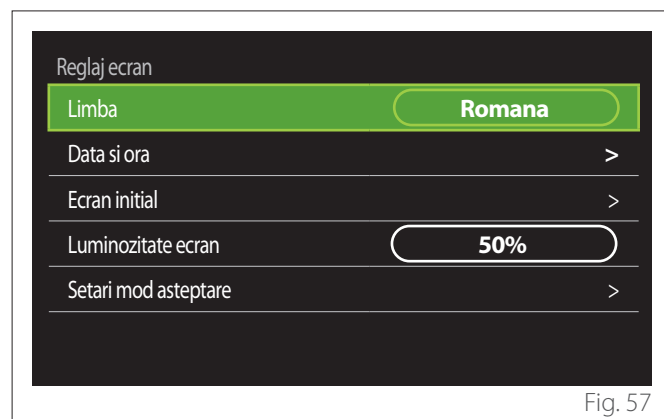 Reglaj ecran
Limba Romana
Data si ora >
Ecran initial >
Luminozitate ecran 50%
Setari mod asteptare >
Fig. 57